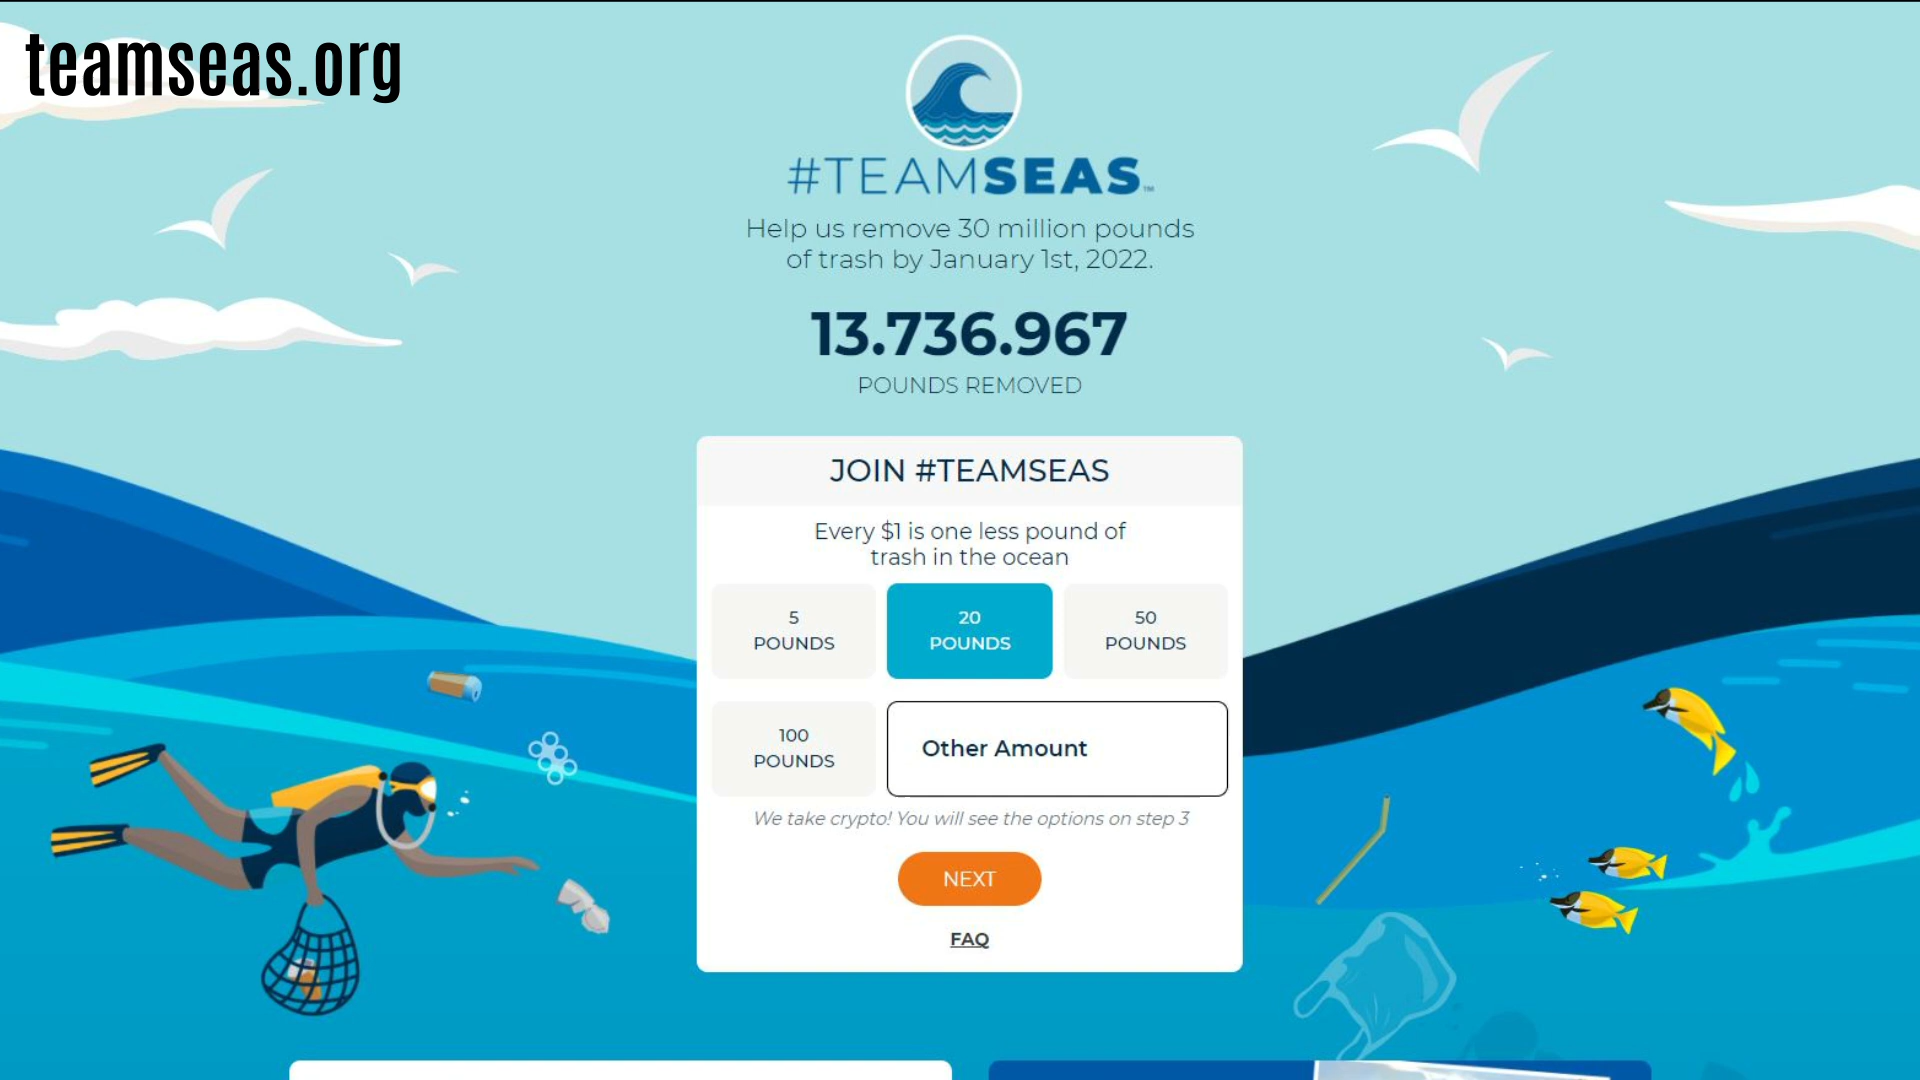 teamseas.org
#TEAMSEAS™
Help us remove 30 million pounds
of trash by January 1st, 2022.
13.736.967
POUNDS REMOVED
JOIN #TEAMSEAS
Every $1 is one less pound of
trash in the ocean
5
POUNDS
20
POUNDS
50
POUNDS
100
POUNDS
Other Amount
We take crypto! You will see the options on step 3
NEXT
FAQ